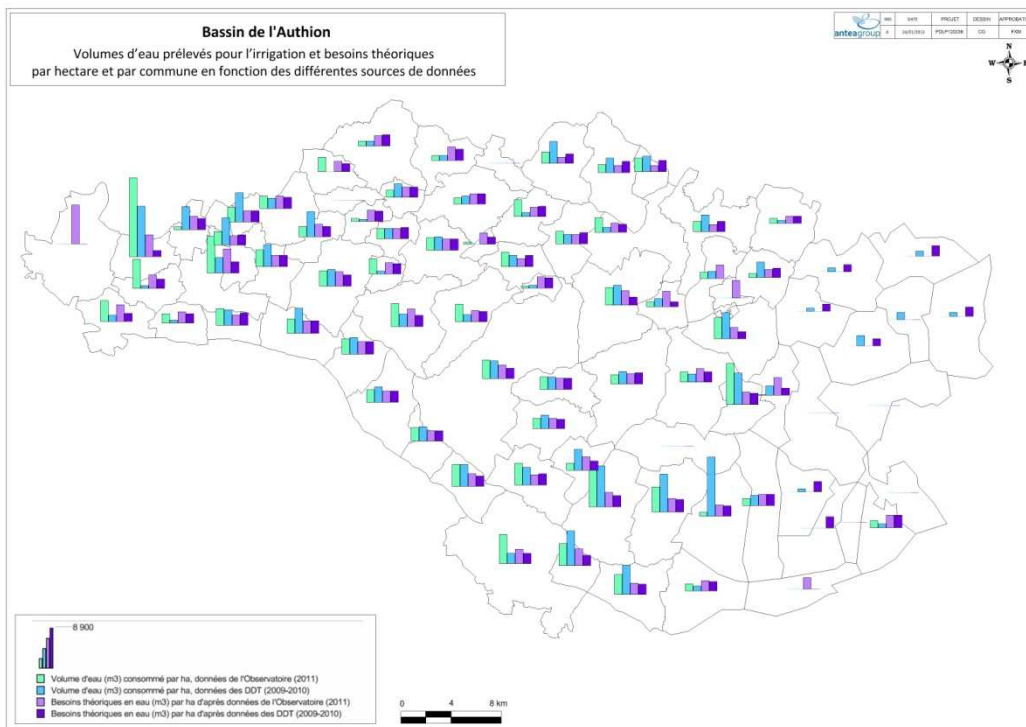 Bassin de l'Authion
Volumes d'eau prélevés pour l'irrigation et besoins théoriques
par hectare et par commune en fonction des différentes sources de données
anteagroup
DATE PROJET DESSIN
CG
N
W E
S
8 900
Volume d'eau (m3) consommé par ha, données de l'Observatoire (2011)
Volume d'eau (m3) consommé par ha, données des DDT (2009-2010)
Besoins théoriques en eau (m3) par ha d'après données de l'Observatoire (2011)
Besoins théoriques en eau (m3) par ha d'après données des DDT (2009-2010)
0 4 8 km